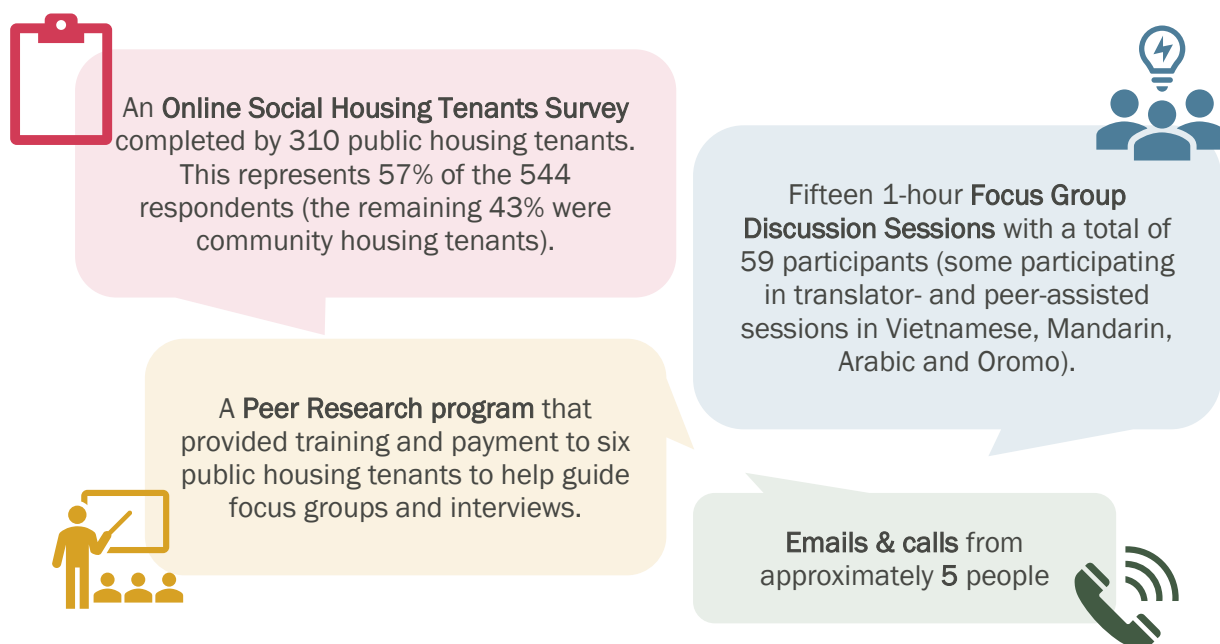 An Online Social Housing Tenants Survey
completed by 310 public housing tenants.
This represents 57% of the 544
respondents (the remaining 43% were
community housing tenants).
Fifteen 1-hour Focus Group
Discussion Sessions with a total of
59 participants (some participating
in translator- and peer-assisted
sessions in Vietnamese, Mandarin,
Arabic and Oromo).
A Peer Research program that
provided training and payment to six
public housing tenants to help guide
focus groups and interviews.
Emails & calls from
approximately 5 people